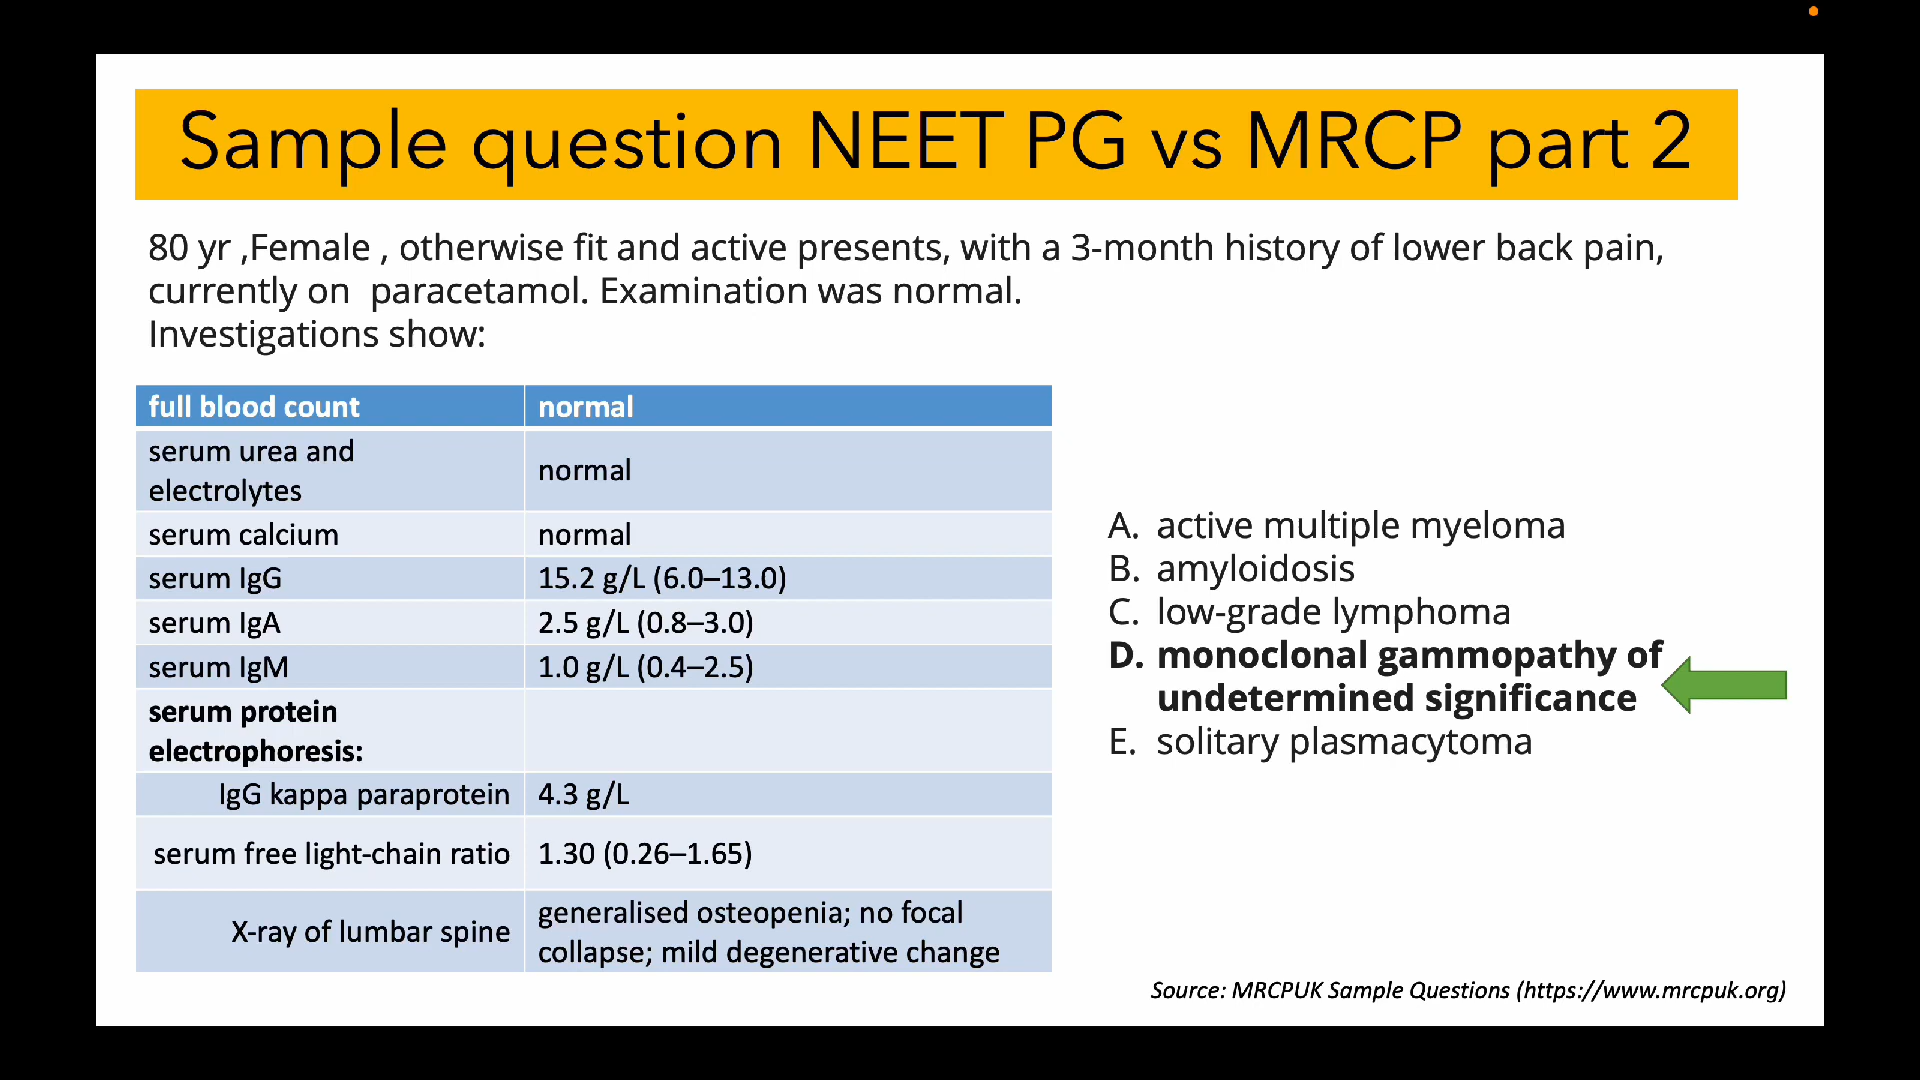 Sample question NEET PG vs MRCP part 2
80 yr ,Female , otherwise fit and active presents, with a 3-month history of lower back pain,
currently on paracetamol. Examination was normal.
Investigations show:
full blood count normal
serum urea and
electrolytes normal
serum calcium normal
serum IgG 15.2 g/L (6.0–13.0)
serum IgA 2.5 g/L (0.8–3.0)
serum IgM 1.0 g/L (0.4–2.5)
serum protein
electrophoresis:
IgG kappa paraprotein 4.3 g/L
serum free light-chain ratio 1.30 (0.26–1.65)
X-ray of lumbar spine generalised osteopenia; no focal
collapse; mild degenerative change
A. active multiple myeloma
B. amyloidosis
C. low-grade lymphoma
D. monoclonal gammopathy of
undetermined significance
E. solitary plasmacytoma
Source: MRCPUK Sample Questions (https://www.mrcpuk.org)